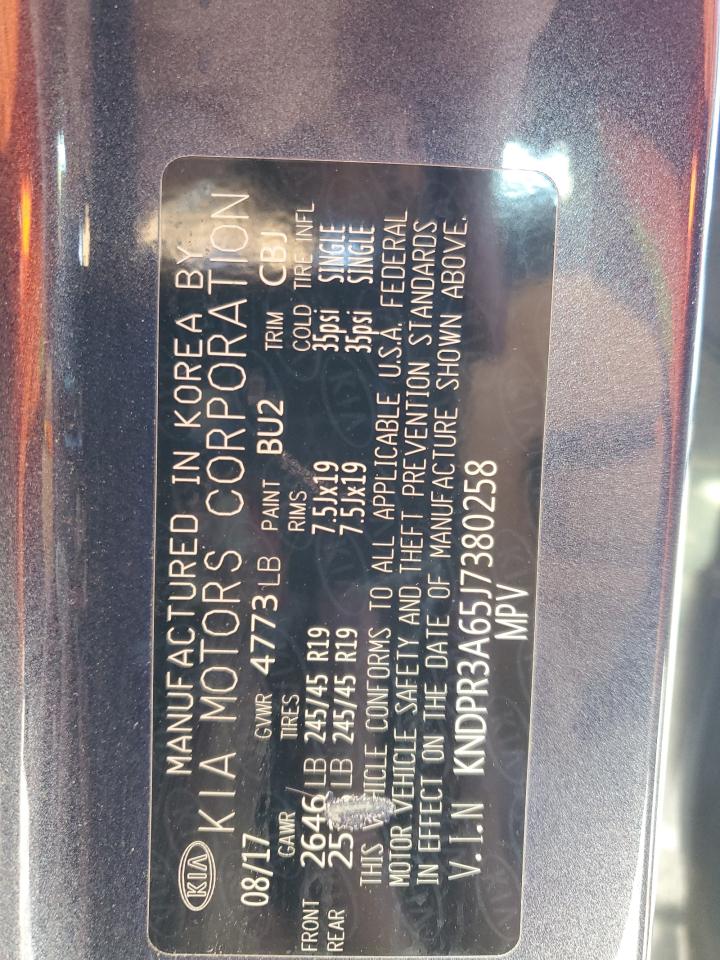 KIA
MANUFACTURED IN KOREA BY
KIA MOTORS CORPORATION
08/17 GVWR 4773 LB PAINT BU2 TRIM CBJ
GAWR TIRES RIMS COLD TIRE INFL
FRONT 2646 LB 245/45 R19 7.5Jx19 35psi SINGLE
REAR 25 LB 245/45 R19 7.5Jx19 35psi SINGLE
THIS CONFORMS TO ALL APPLICABLE U.S.A. FEDERAL
MOTOR VEHICLE SAFETY AND THEFT PREVENTION STANDARDS
IN EFFECT ON THE DATE OF MANUFACTURE SHOWN ABOVE.
V.I.N KNDPR3A65J7380258
MPV